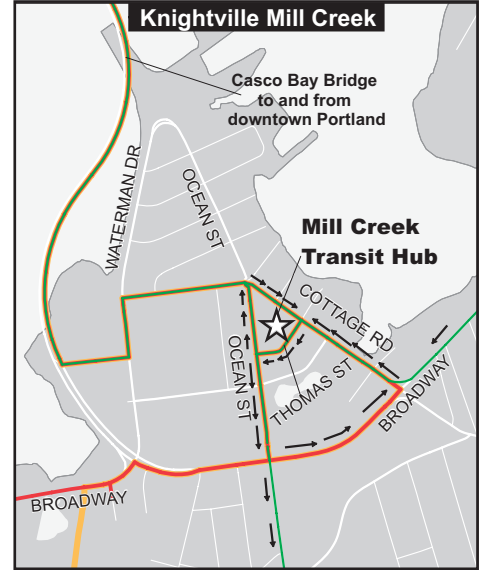 Knightville Mill Creek
Casco Bay Bridge
to and from
downtown Portland
WATERMAN DR
OCEAN ST
Mill Creek
Transit Hub
COTTAGE RD
OCEAN ST
THOMAS ST
BROADWAY
BROADWAY